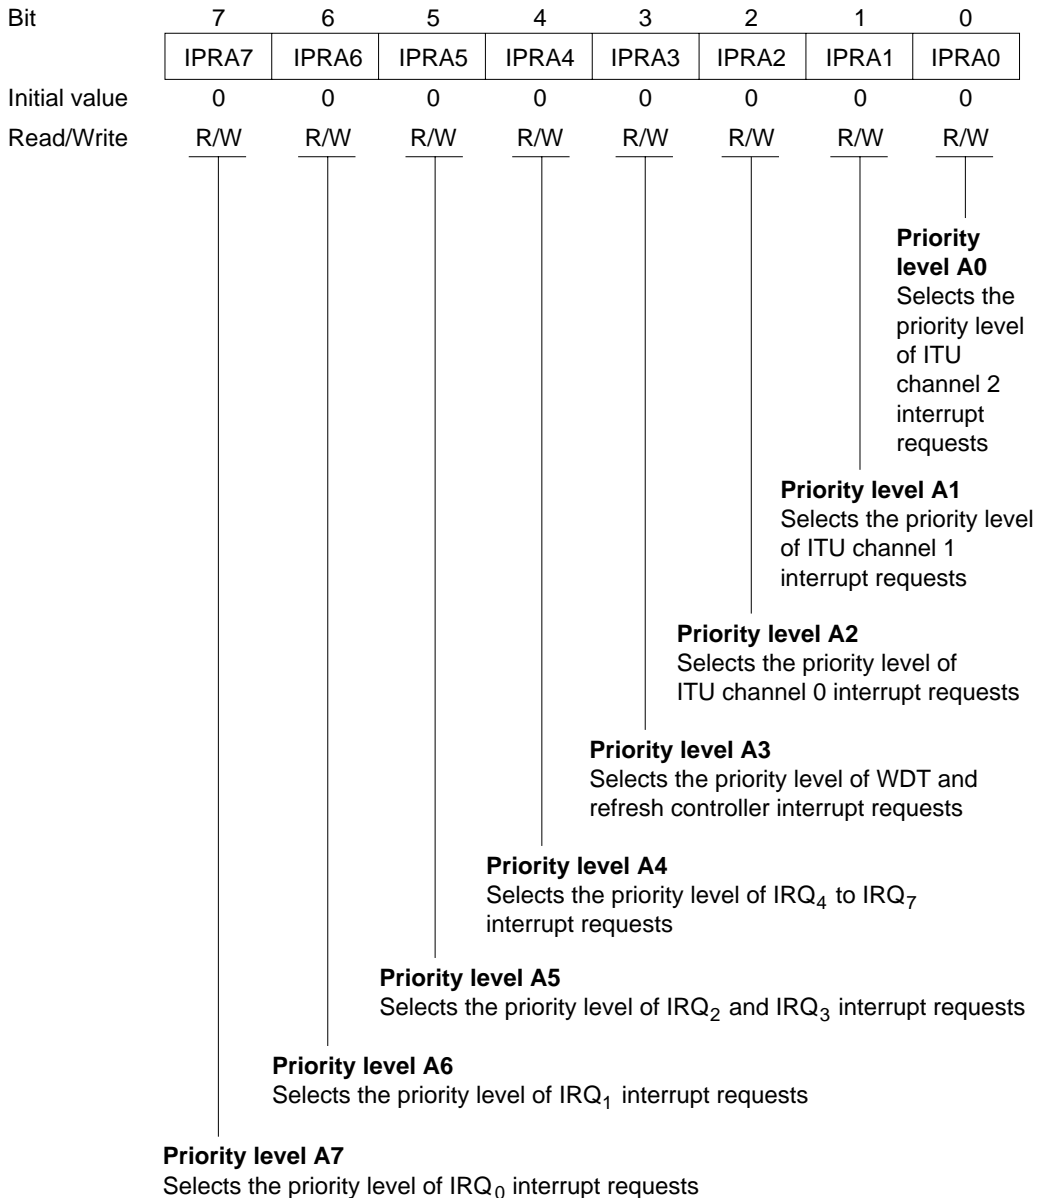 Bit 7 6 5 4 3 2 1 0
IPRA7 IPRA6 IPRA5 IPRA4 IPRA3 IPRA2 IPRA1 IPRA0
Initial value 0 0 0 0 0 0 0 0
Read/Write R/W R/W R/W R/W R/W R/W R/W R/W
Priority
level A0
Selects the
priority level
of ITU
channel 2
interrupt
requests
Priority level A1
Selects the priority level
of ITU channel 1
interrupt requests
Priority level A2
Selects the priority level of
ITU channel 0 interrupt requests
Priority level A3
Selects the priority level of WDT and
refresh controller interrupt requests
Priority level A4
Selects the priority level of IRQ₄ to IRQ₇
interrupt requests
Priority level A5
Selects the priority level of IRQ₂ and IRQ₃ interrupt requests
Priority level A6
Selects the priority level of IRQ₁ interrupt requests
Priority level A7
Selects the priority level of IRQ₀ interrupt requests